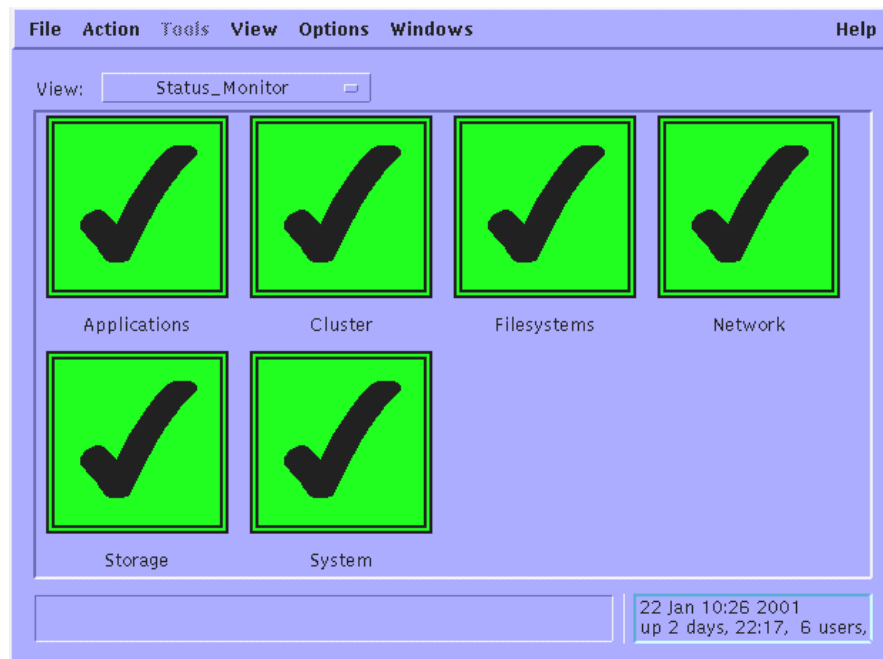 File Action Tools View Options Windows Help
View: Status_Monitor
Applications Cluster Filesystems Network
Storage System
22 Jan 10:26 2001
up 2 days, 22:17, 6 users,